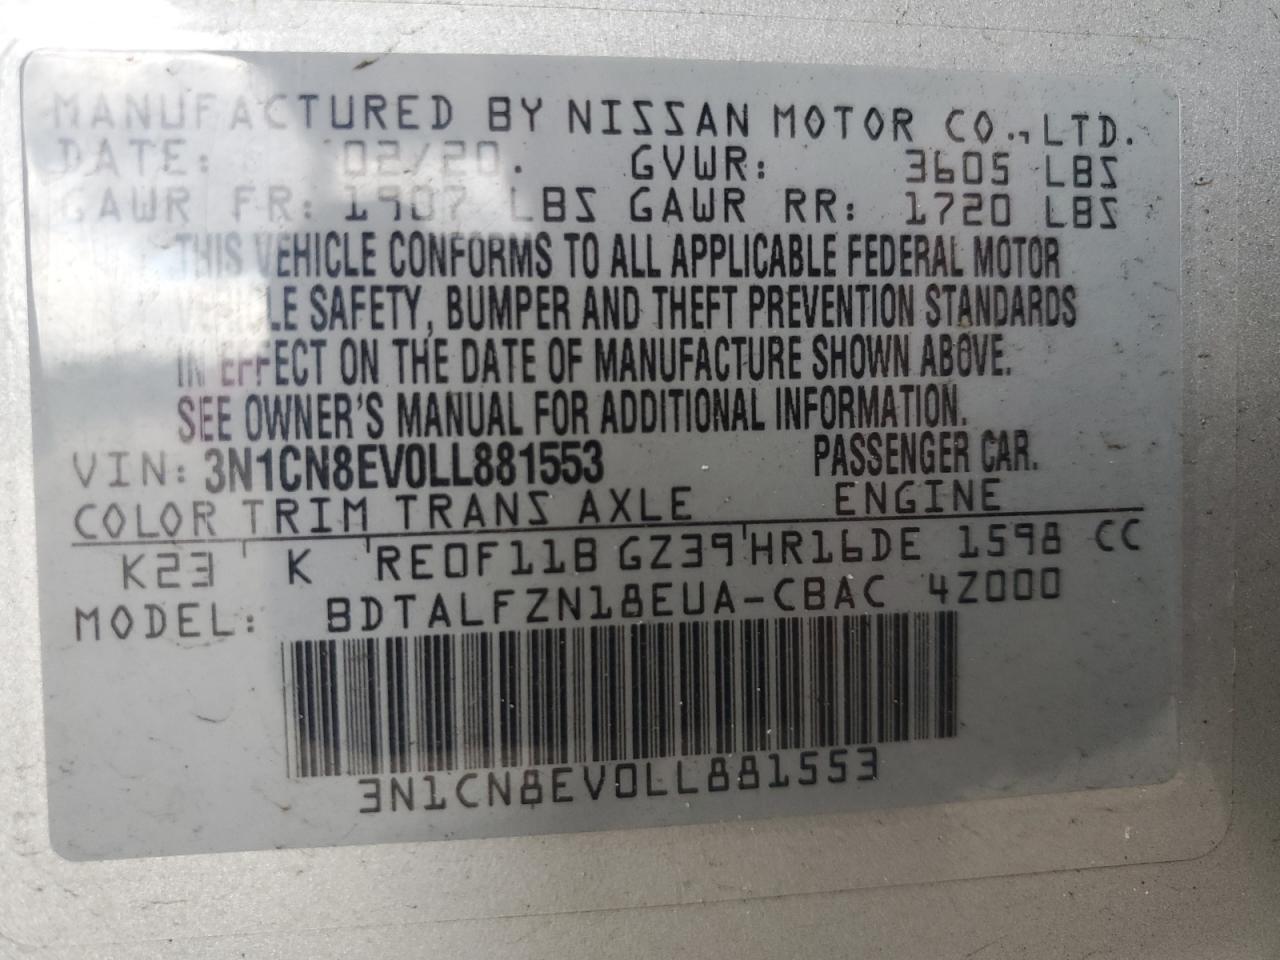 MANUFACTURED BY NISSAN MOTOR CO., LTD.
DATE: 02/20. GVWR: 3605 LBS
GAWR FR: 1907 LBS GAWR RR: 1720 LBS
THIS VEHICLE CONFORMS TO ALL APPLICABLE FEDERAL MOTOR
VEHICLE SAFETY, BUMPER AND THEFT PREVENTION STANDARDS
IN EFFECT ON THE DATE OF MANUFACTURE SHOWN ABOVE.
SEE OWNER'S MANUAL FOR ADDITIONAL INFORMATION.
VIN: 3N1CN8EV0LL881553 PASSENGER CAR.
COLOR TRIM TRANS AXLE ENGINE
K23 K RE0F11B GZ39 HR16DE 1598 CC
MODEL: BDTALFZN18EUA-CBAC 4Z000
3N1CN8EV0LL881553